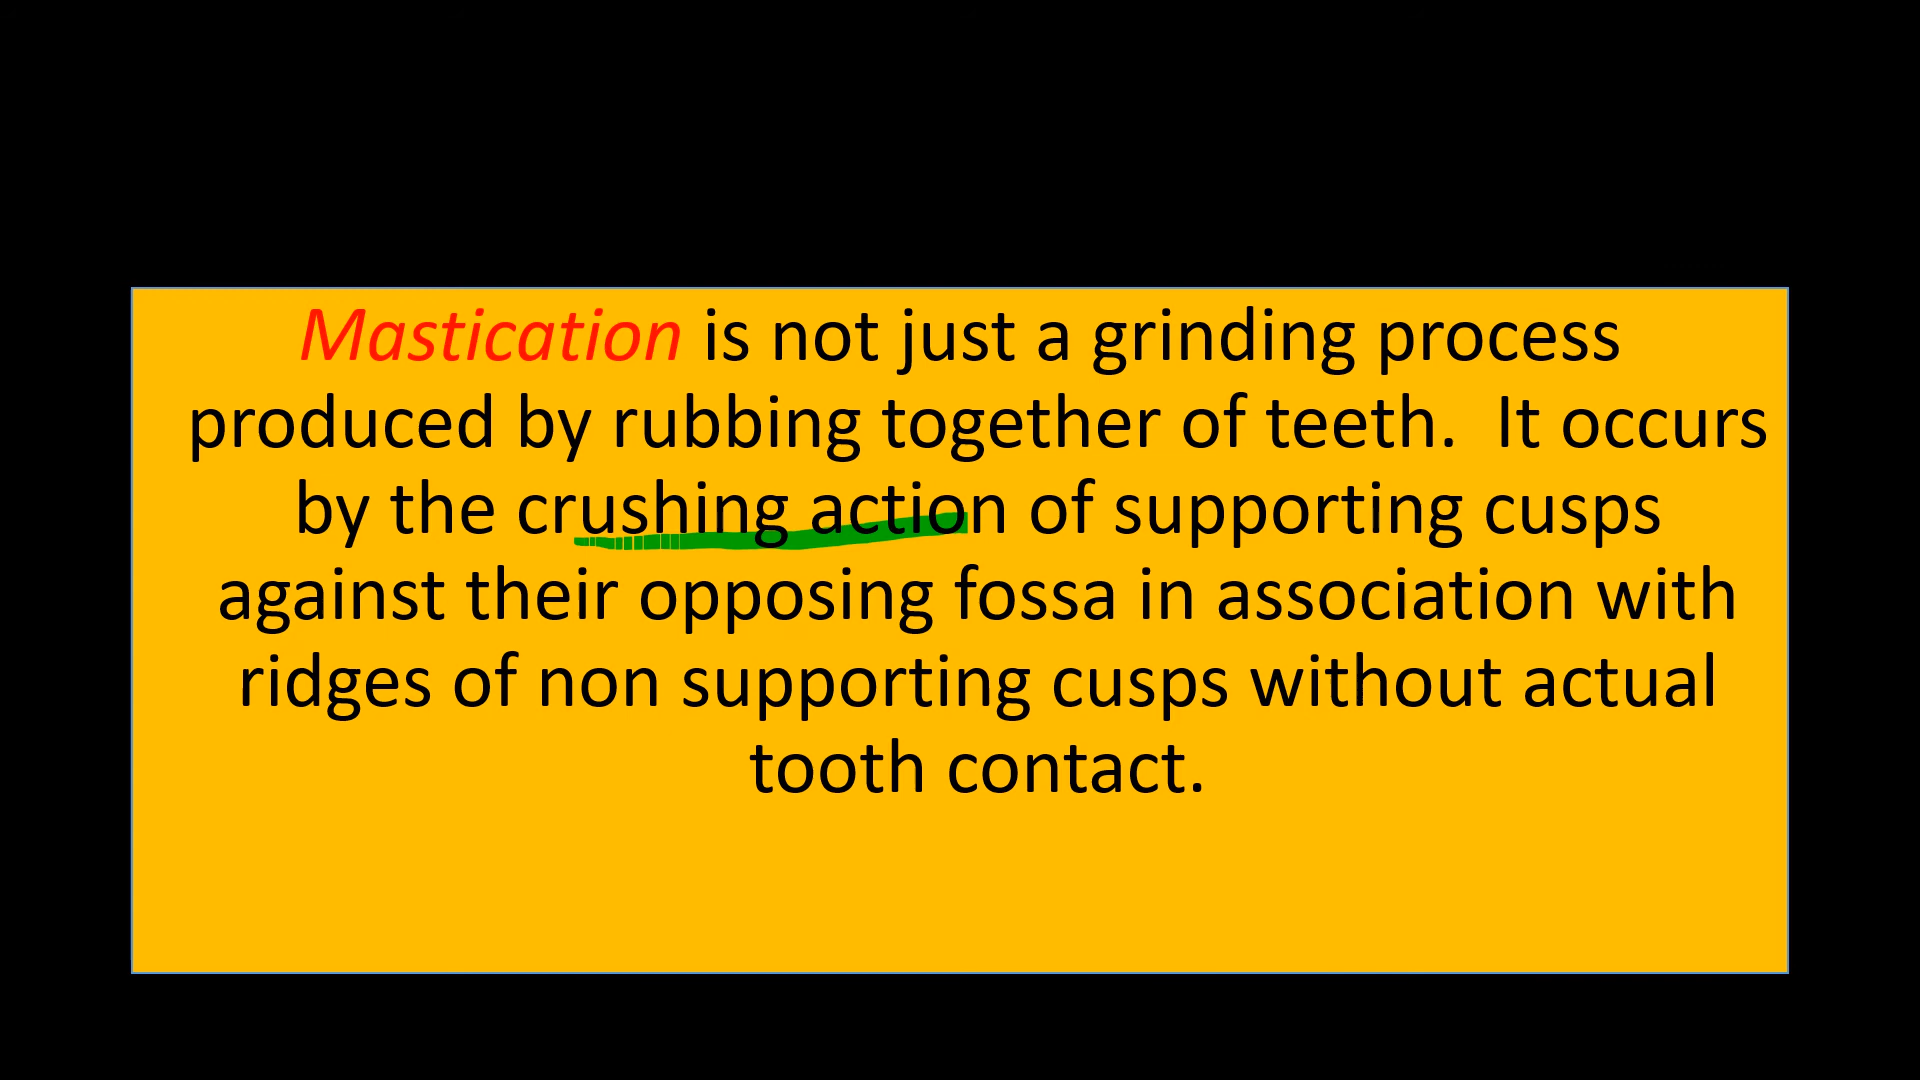 Mastication is not just a grinding process
produced by rubbing together of teeth.  It occurs
by the crushing action of supporting cusps
against their opposing fossa in association with
ridges of non supporting cusps without actual
tooth contact.